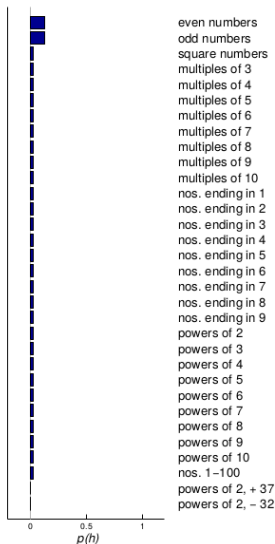 even numbers
odd numbers
square numbers
multiples of 3
multiples of 4
multiples of 5
multiples of 6
multiples of 7
multiples of 8
multiples of 9
multiples of 10
nos. ending in 1
nos. ending in 2
nos. ending in 3
nos. ending in 4
nos. ending in 5
nos. ending in 6
nos. ending in 7
nos. ending in 8
nos. ending in 9
powers of 2
powers of 3
powers of 4
powers of 5
powers of 6
powers of 7
powers of 8
powers of 9
powers of 10
nos. 1−100
powers of 2, + 37
powers of 2, − 32
0 0.5 1
p(h)